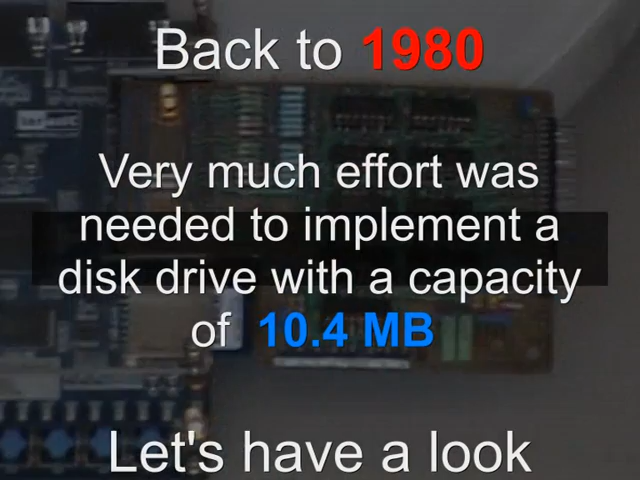 Back to 1980
Very much effort was
needed to implement a
disk drive with a capacity
of 10.4 MB
Let's have a look